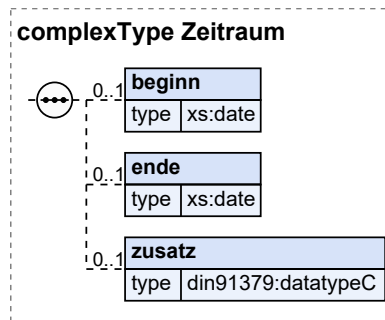 complexType Zeitraum
0..1 beginn
type xs:date
0..1 ende
type xs:date
0..1 zusatz
type din91379:datatypeC